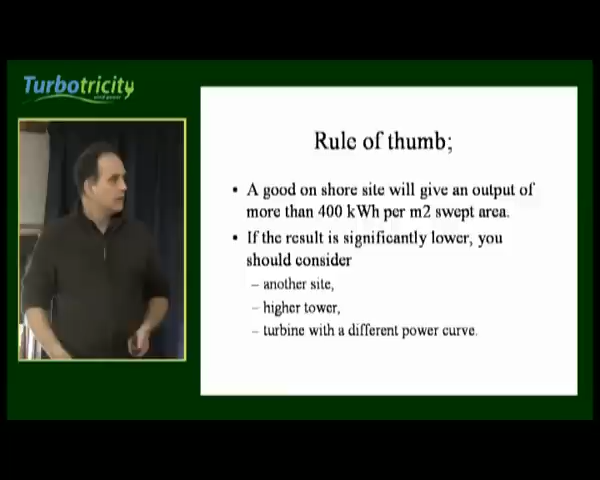 Turbotricity
Rule of thumb;
• A good on shore site will give an output of
more than 400 kWh per m2 swept area.
• If the result is significantly lower, you
should consider
– another site,
– higher tower,
– turbine with a different power curve.